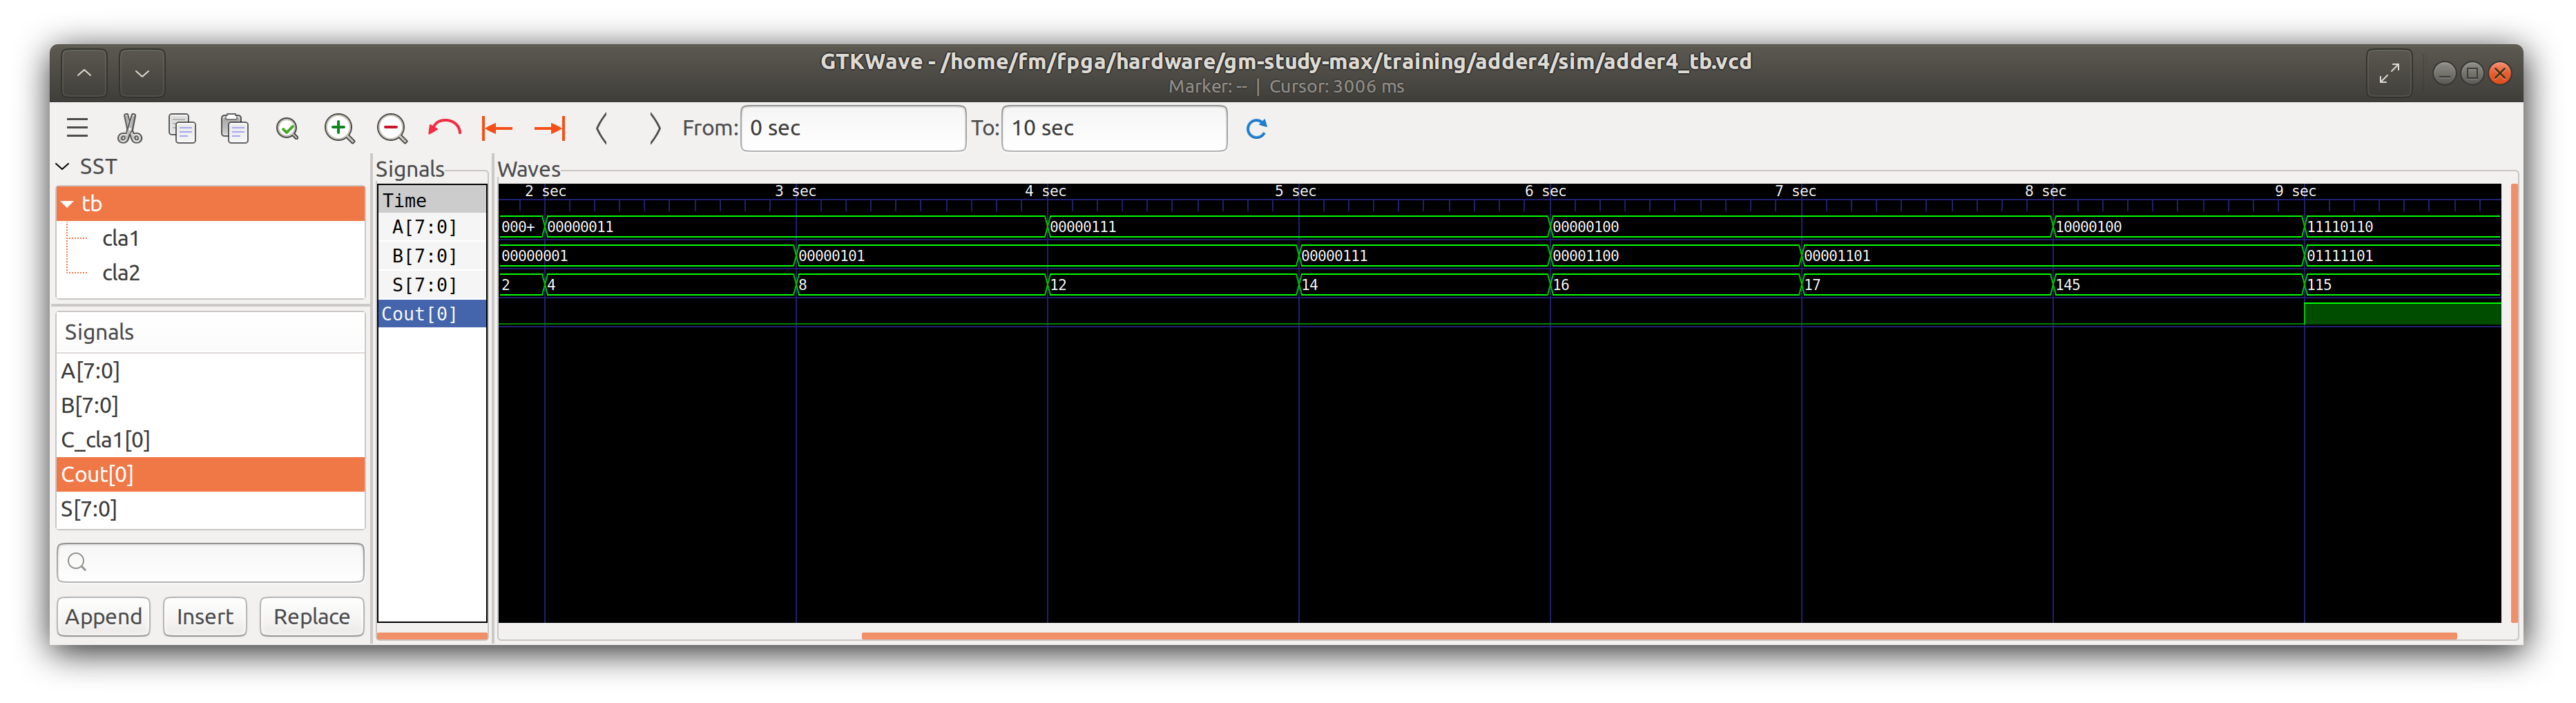 GTKWave - /home/fm/fpga/hardware/gm-study-max/training/adder4/sim/adder4_tb.vcd
Marker: -- | Cursor: 3006 ms
From: 0 sec To: 10 sec
SST
tb
cla1
cla2
Signals
A[7:0]
B[7:0]
C_cla1[0]
Cout[0]
S[7:0]
Append Insert Replace
Signals
Time
A[7:0]
B[7:0]
S[7:0]
Cout[0]
Waves
2 sec 3 sec 4 sec 5 sec 6 sec 7 sec 8 sec 9 sec
000+ 00000011 00000111 00000100 10000100 11110110
00000001 00000101 00000111 00001100 00001101 01111101
2 4 8 12 14 16 17 145 115